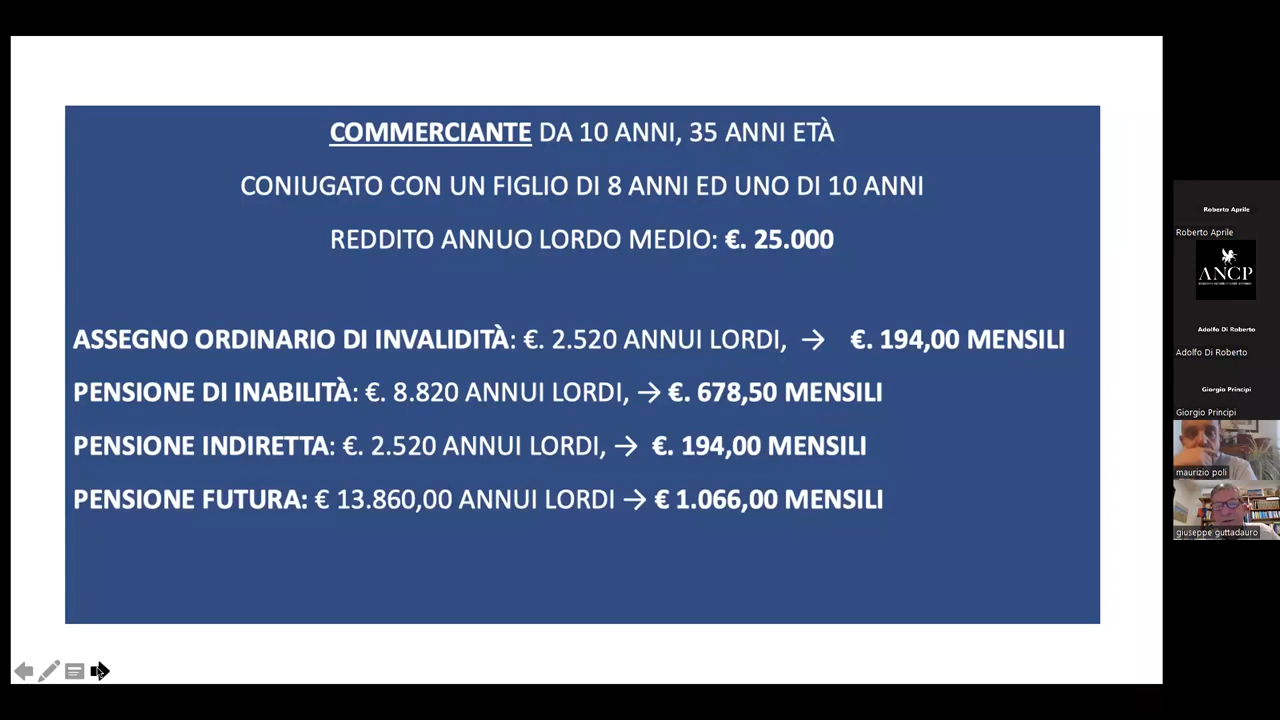 COMMERCIANTE DA 10 ANNI, 35 ANNI ETÀ
CONIUGATO CON UN FIGLIO DI 8 ANNI ED UNO DI 10 ANNI
REDDITO ANNUO LORDO MEDIO: €. 25.000
ASSEGNO ORDINARIO DI INVALIDITÀ: €. 2.520 ANNUI LORDI, → €. 194,00 MENSILI
PENSIONE DI INABILITÀ: €. 8.820 ANNUI LORDI, → €. 678,50 MENSILI
PENSIONE INDIRETTA: €. 2.520 ANNUI LORDI, → €. 194,00 MENSILI
PENSIONE FUTURA: € 13.860,00 ANNUI LORDI → € 1.066,00 MENSILI
Roberto Aprile
Roberto Aprile
ANCP
Adolfo Di Roberto
Adolfo Di Roberto
Giorgio Principi
Giorgio Principi
maurizio poli
giuseppe guttadauro